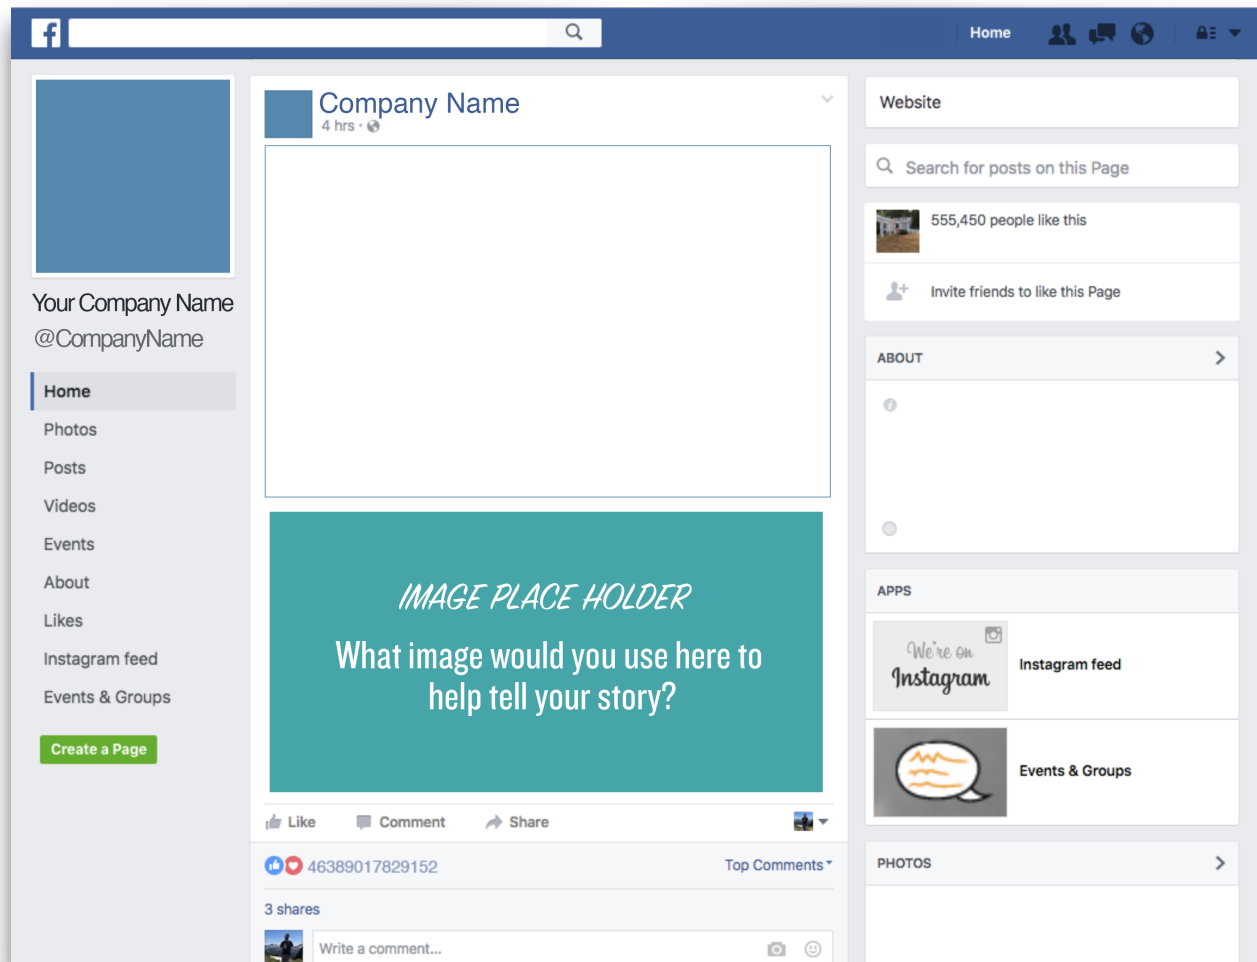 f
Home
Your Company Name
@CompanyName
Home
Photos
Posts
Videos
Events
About
Likes
Instagram feed
Events & Groups
Create a Page
Company Name
4 hrs ·
IMAGE PLACE HOLDER
What image would you use here to
help tell your story?
Like Comment Share
46389017829152 Top Comments
3 shares
Write a comment...
Website
Search for posts on this Page
555,450 people like this
Invite friends to like this Page
ABOUT
APPS
We're on
Instagram
Instagram feed
Events & Groups
PHOTOS